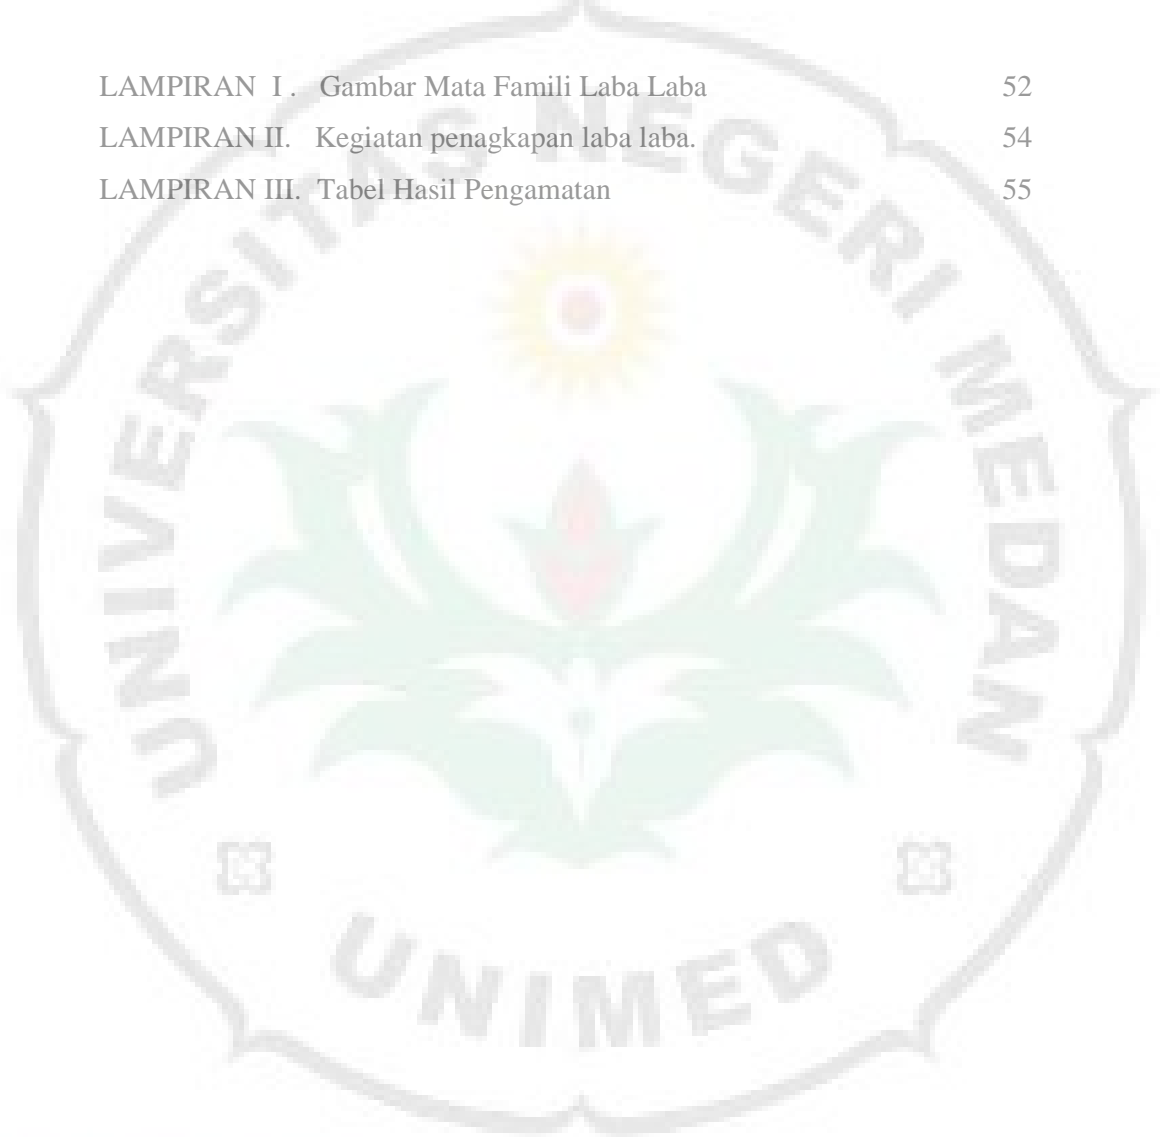 LAMPIRAN I . Gambar Mata Famili Laba Laba 52
LAMPIRAN II. Kegiatan penagkapan laba laba. 54
LAMPIRAN III. Tabel Hasil Pengamatan 55
UNIVERSITAS NEGERI MEDAN
UNIMED